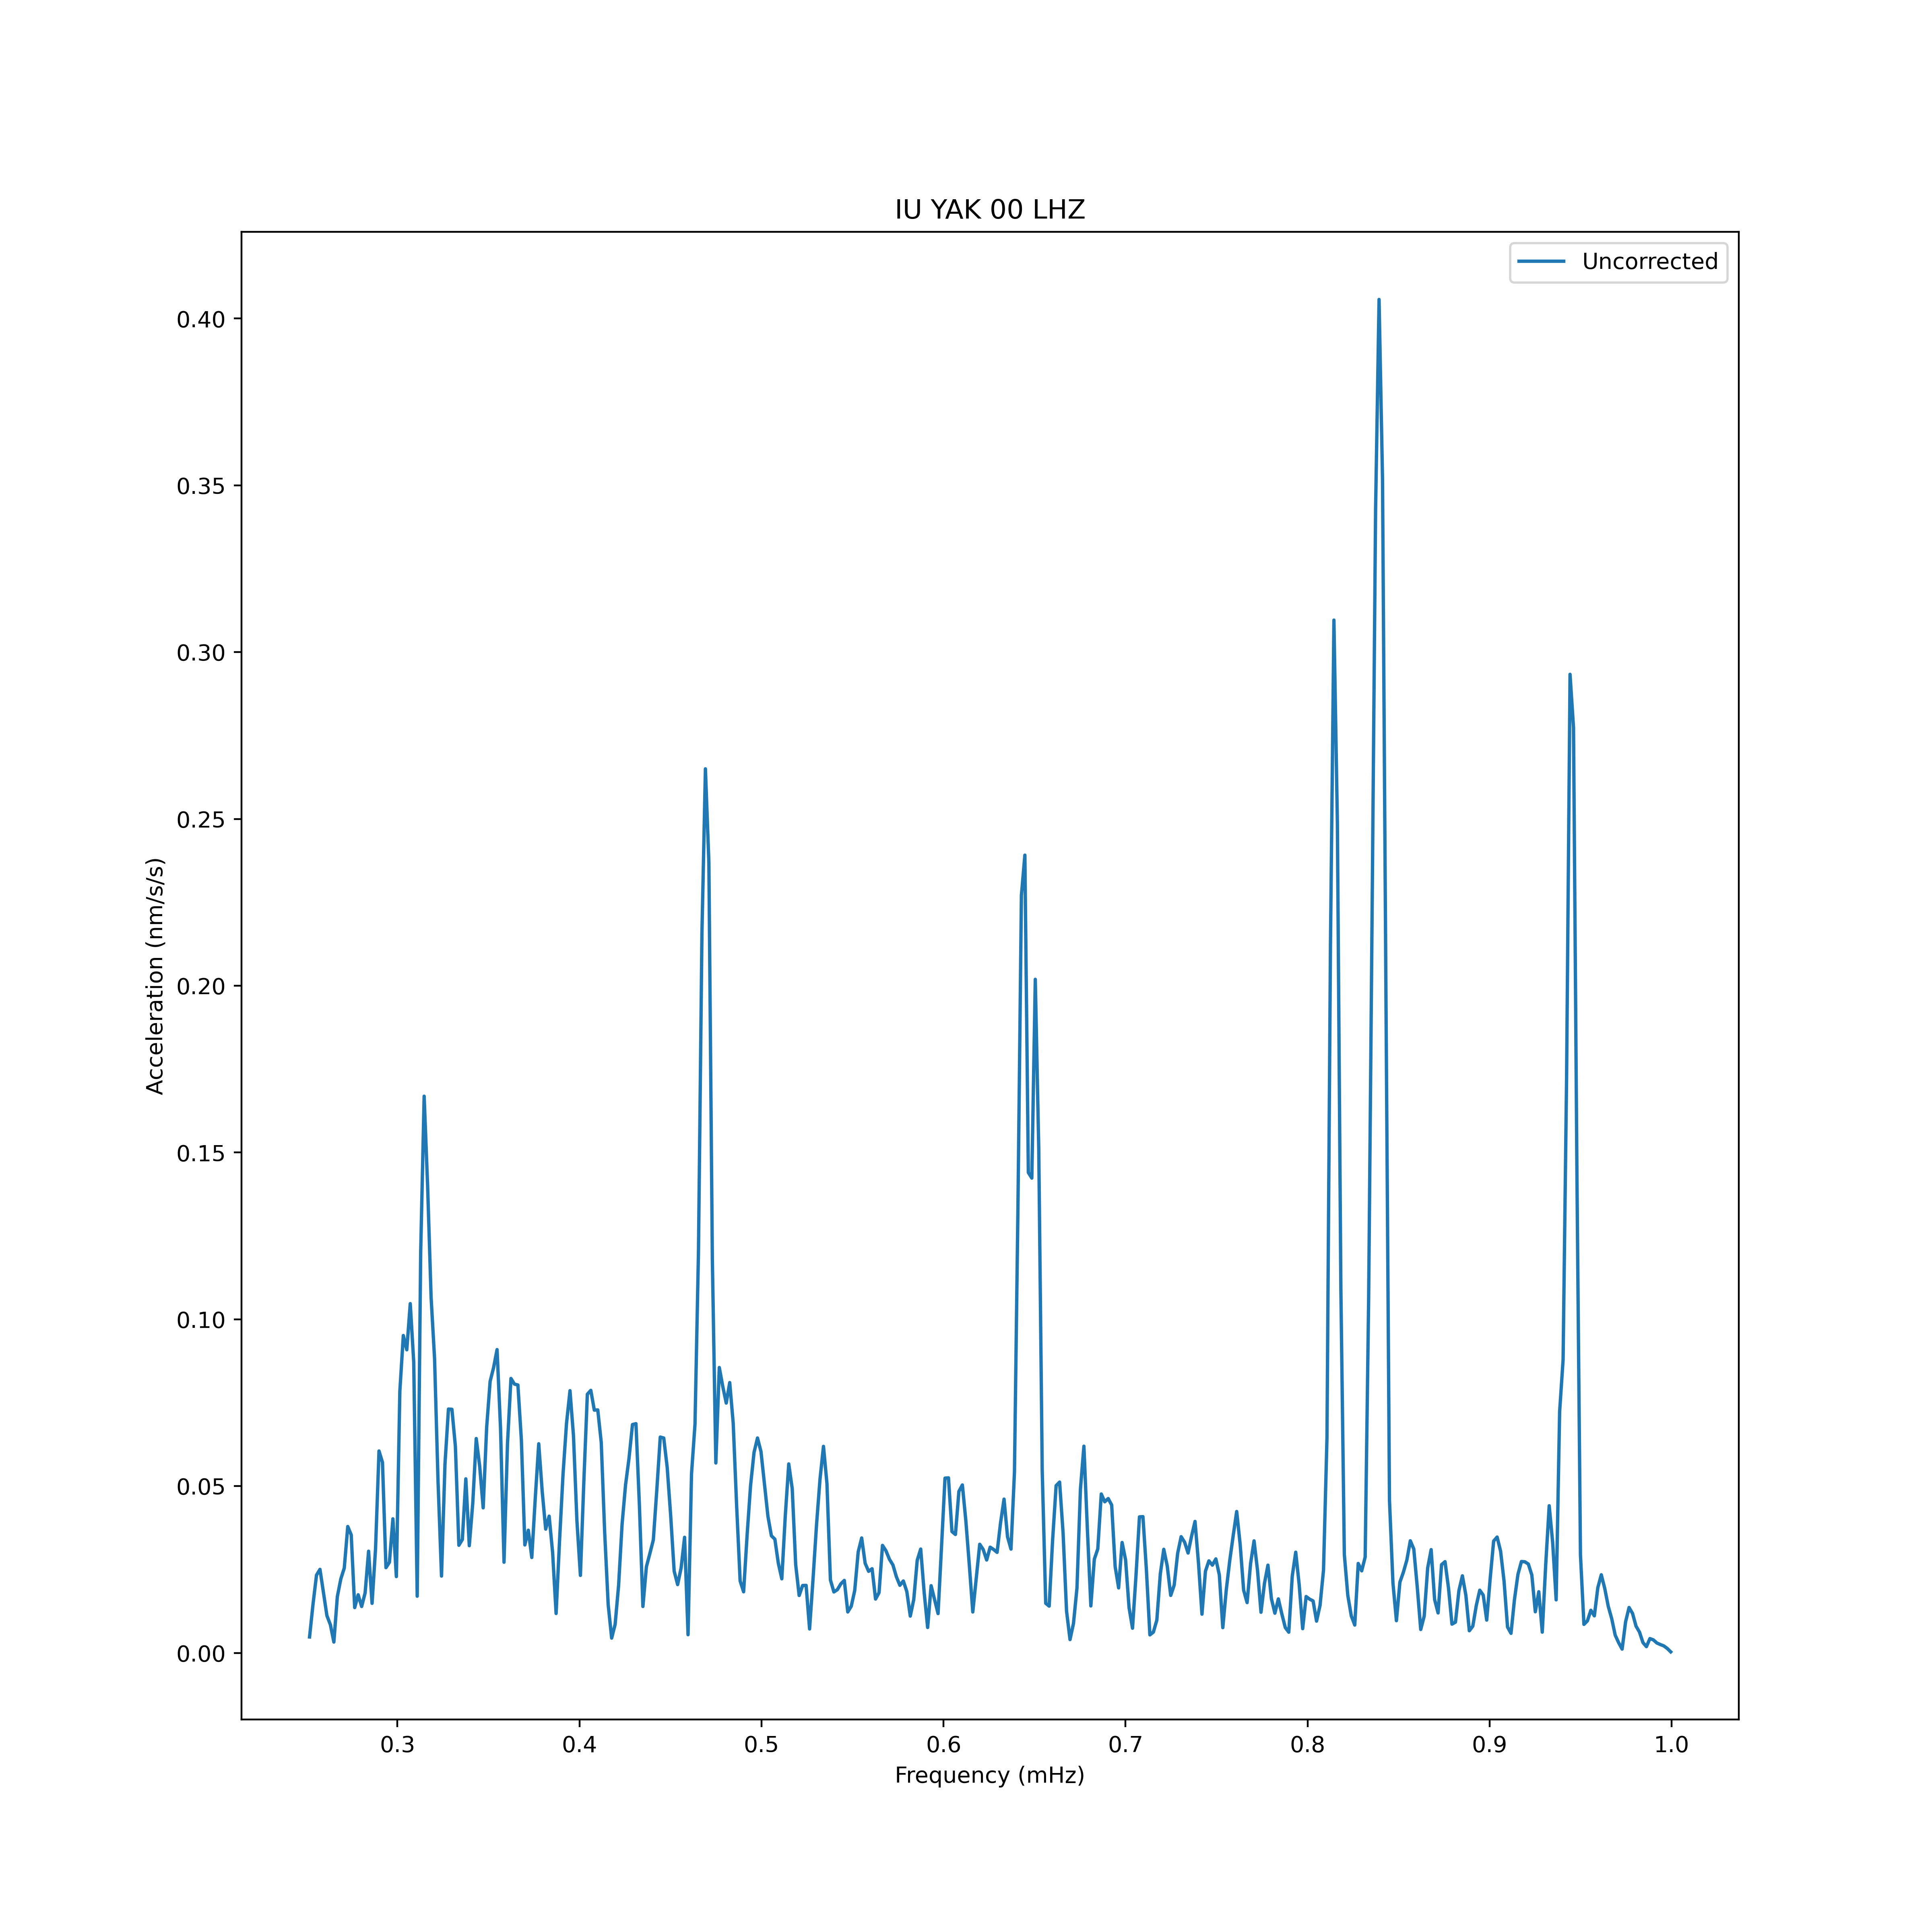 IU YAK 00 LHZ
Uncorrected
0.40
0.35
0.30
0.25
0.20
0.15
0.10
0.05
0.00
Acceleration (nm/s/s)
0.3 0.4 0.5 0.6 0.7 0.8 0.9 1.0
Frequency (mHz)